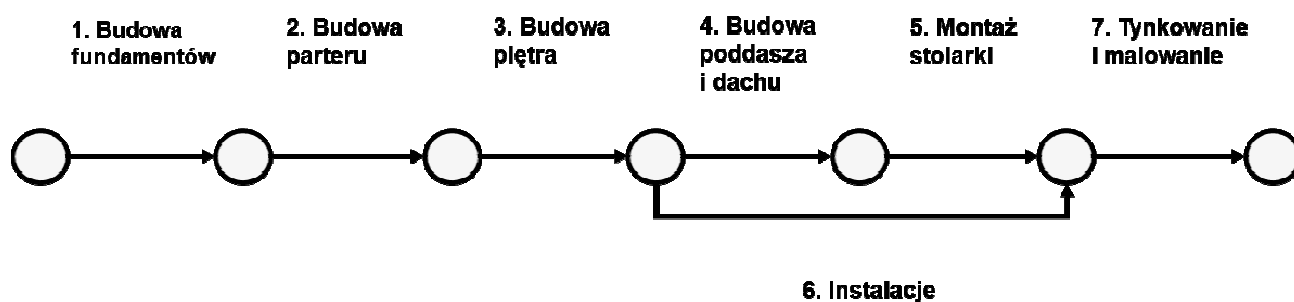 1. Budowa
fundamentów
2. Budowa
parteru
3. Budowa
piętra
4. Budowa
poddasza
i dachu
5. Montaż
stolarki
7. Tynkowanie
i malowanie
6. Instalacje